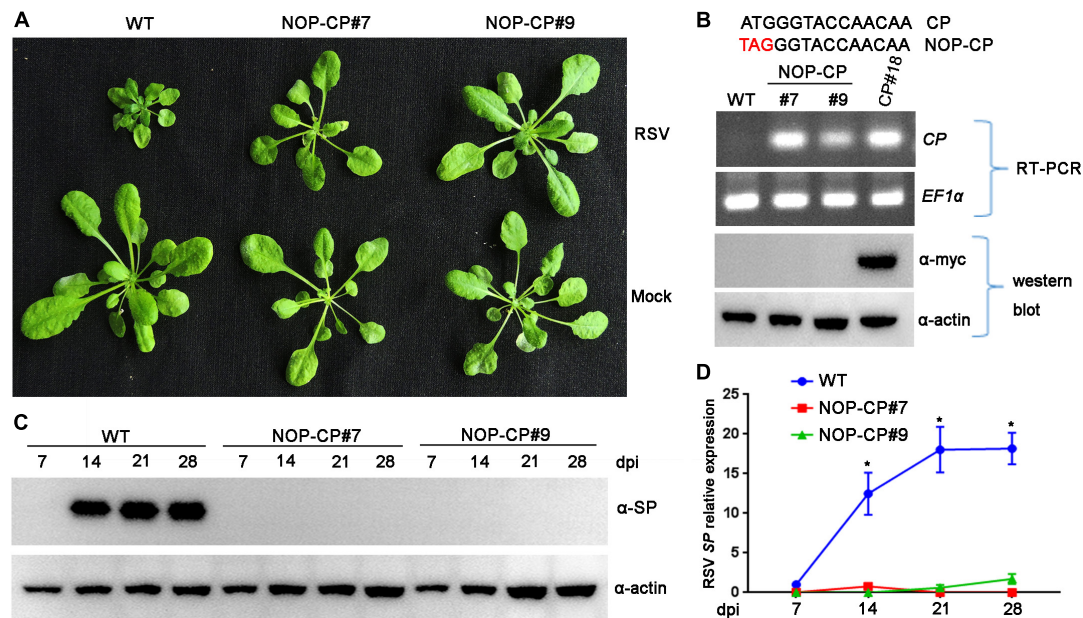 A
WT NOP-CP#7 NOP-CP#9
RSV
Mock
B
ATGGGTACCAACAA CP
TAGGGTACCAACAA NOP-CP
NOP-CP
WT #7 #9 CP#18
CP
EF1α
RT-PCR
α-myc
α-actin
western
blot
C
WT NOP-CP#7 NOP-CP#9
7 14 21 28 7 14 21 28 7 14 21 28 dpi
α-SP
α-actin
D
WT
NOP-CP#7
NOP-CP#9
RSV SP relative expression
25
20
15
10
5
0
* * *
dpi 7 14 21 28